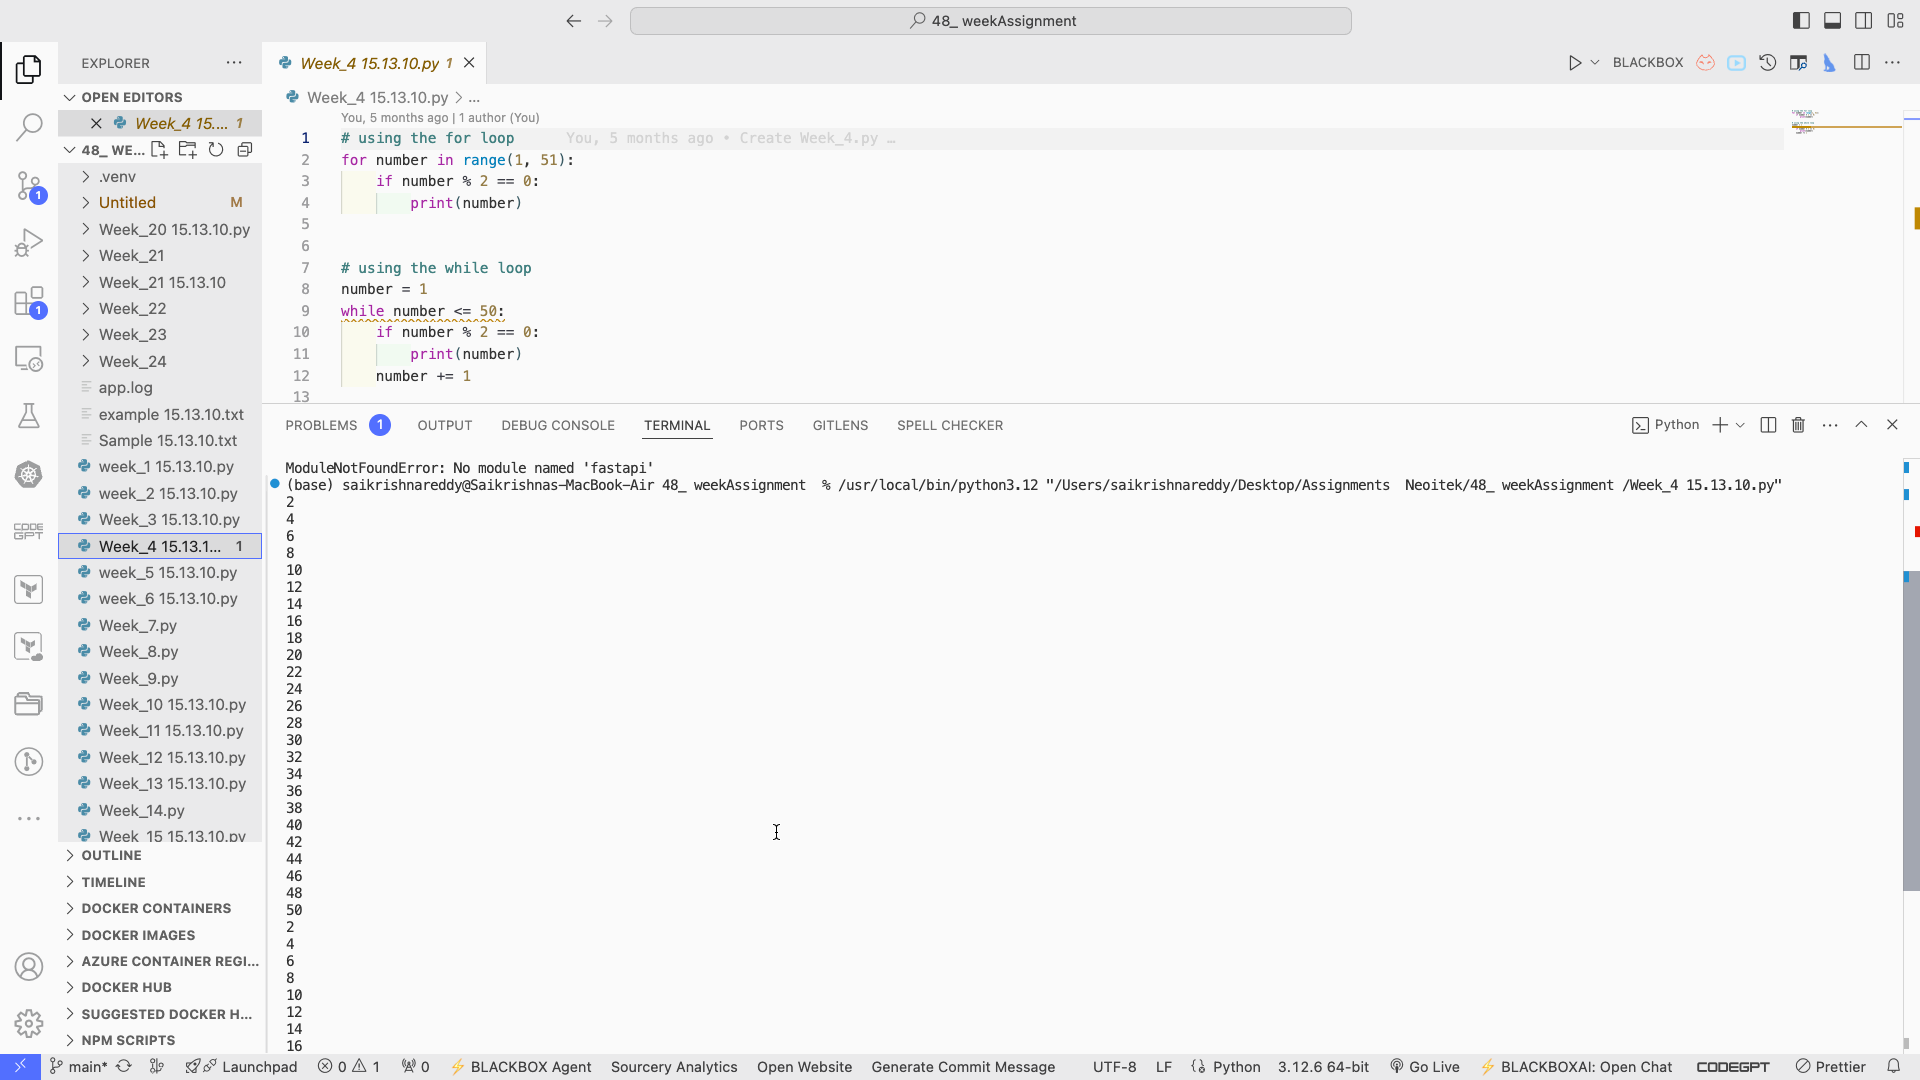 48_ weekAssignment
EXPLORER
Week_4 15.13.10.py 1
BLACKBOX
OPEN EDITORS
Week_4 15.... 1
48_ WE...
.venv
Untitled M
Week_20 15.13.10.py
Week_21
Week_21 15.13.10
Week_22
Week_23
Week_24
app.log
example 15.13.10.txt
Sample 15.13.10.txt
week_1 15.13.10.py
week_2 15.13.10.py
Week_3 15.13.10.py
Week_4 15.13.1... 1
week_5 15.13.10.py
week_6 15.13.10.py
Week_7.py
Week_8.py
Week_9.py
Week_10 15.13.10.py
Week_11 15.13.10.py
Week_12 15.13.10.py
Week_13 15.13.10.py
Week_14.py
Week_15 15.13.10.py
OUTLINE
TIMELINE
DOCKER CONTAINERS
DOCKER IMAGES
AZURE CONTAINER REGI...
DOCKER HUB
SUGGESTED DOCKER H...
NPM SCRIPTS
1
1
CODE
GPT
Week_4 15.13.10.py > ...
You, 5 months ago | 1 author (You)
1 # using the for loop You, 5 months ago • Create Week_4.py …
2 for number in range(1, 51):
3 if number % 2 == 0:
4 print(number)
5
6
7 # using the while loop
8 number = 1
9 while number <= 50:
10 if number % 2 == 0:
11 print(number)
12 number += 1
13
PROBLEMS 1 OUTPUT DEBUG CONSOLE TERMINAL PORTS GITLENS SPELL CHECKER
Python
ModuleNotFoundError: No module named 'fastapi'
(base) saikrishnareddy@Saikrishnas-MacBook-Air 48_ weekAssignment % /usr/local/bin/python3.12 "/Users/saikrishnareddy/Desktop/Assignments Neoitek/48_ weekAssignment /Week_4 15.13.10.py"
2
4
6
8
10
12
14
16
18
20
22
24
26
28
30
32
34
36
38
40
42
44
46
48
50
2
4
6
8
10
12
14
16
main* Launchpad 0 1 0 BLACKBOX Agent Sourcery Analytics Open Website Generate Commit Message UTF-8 LF Python 3.12.6 64-bit Go Live BLACKBOXAI: Open Chat CODEGPT Prettier